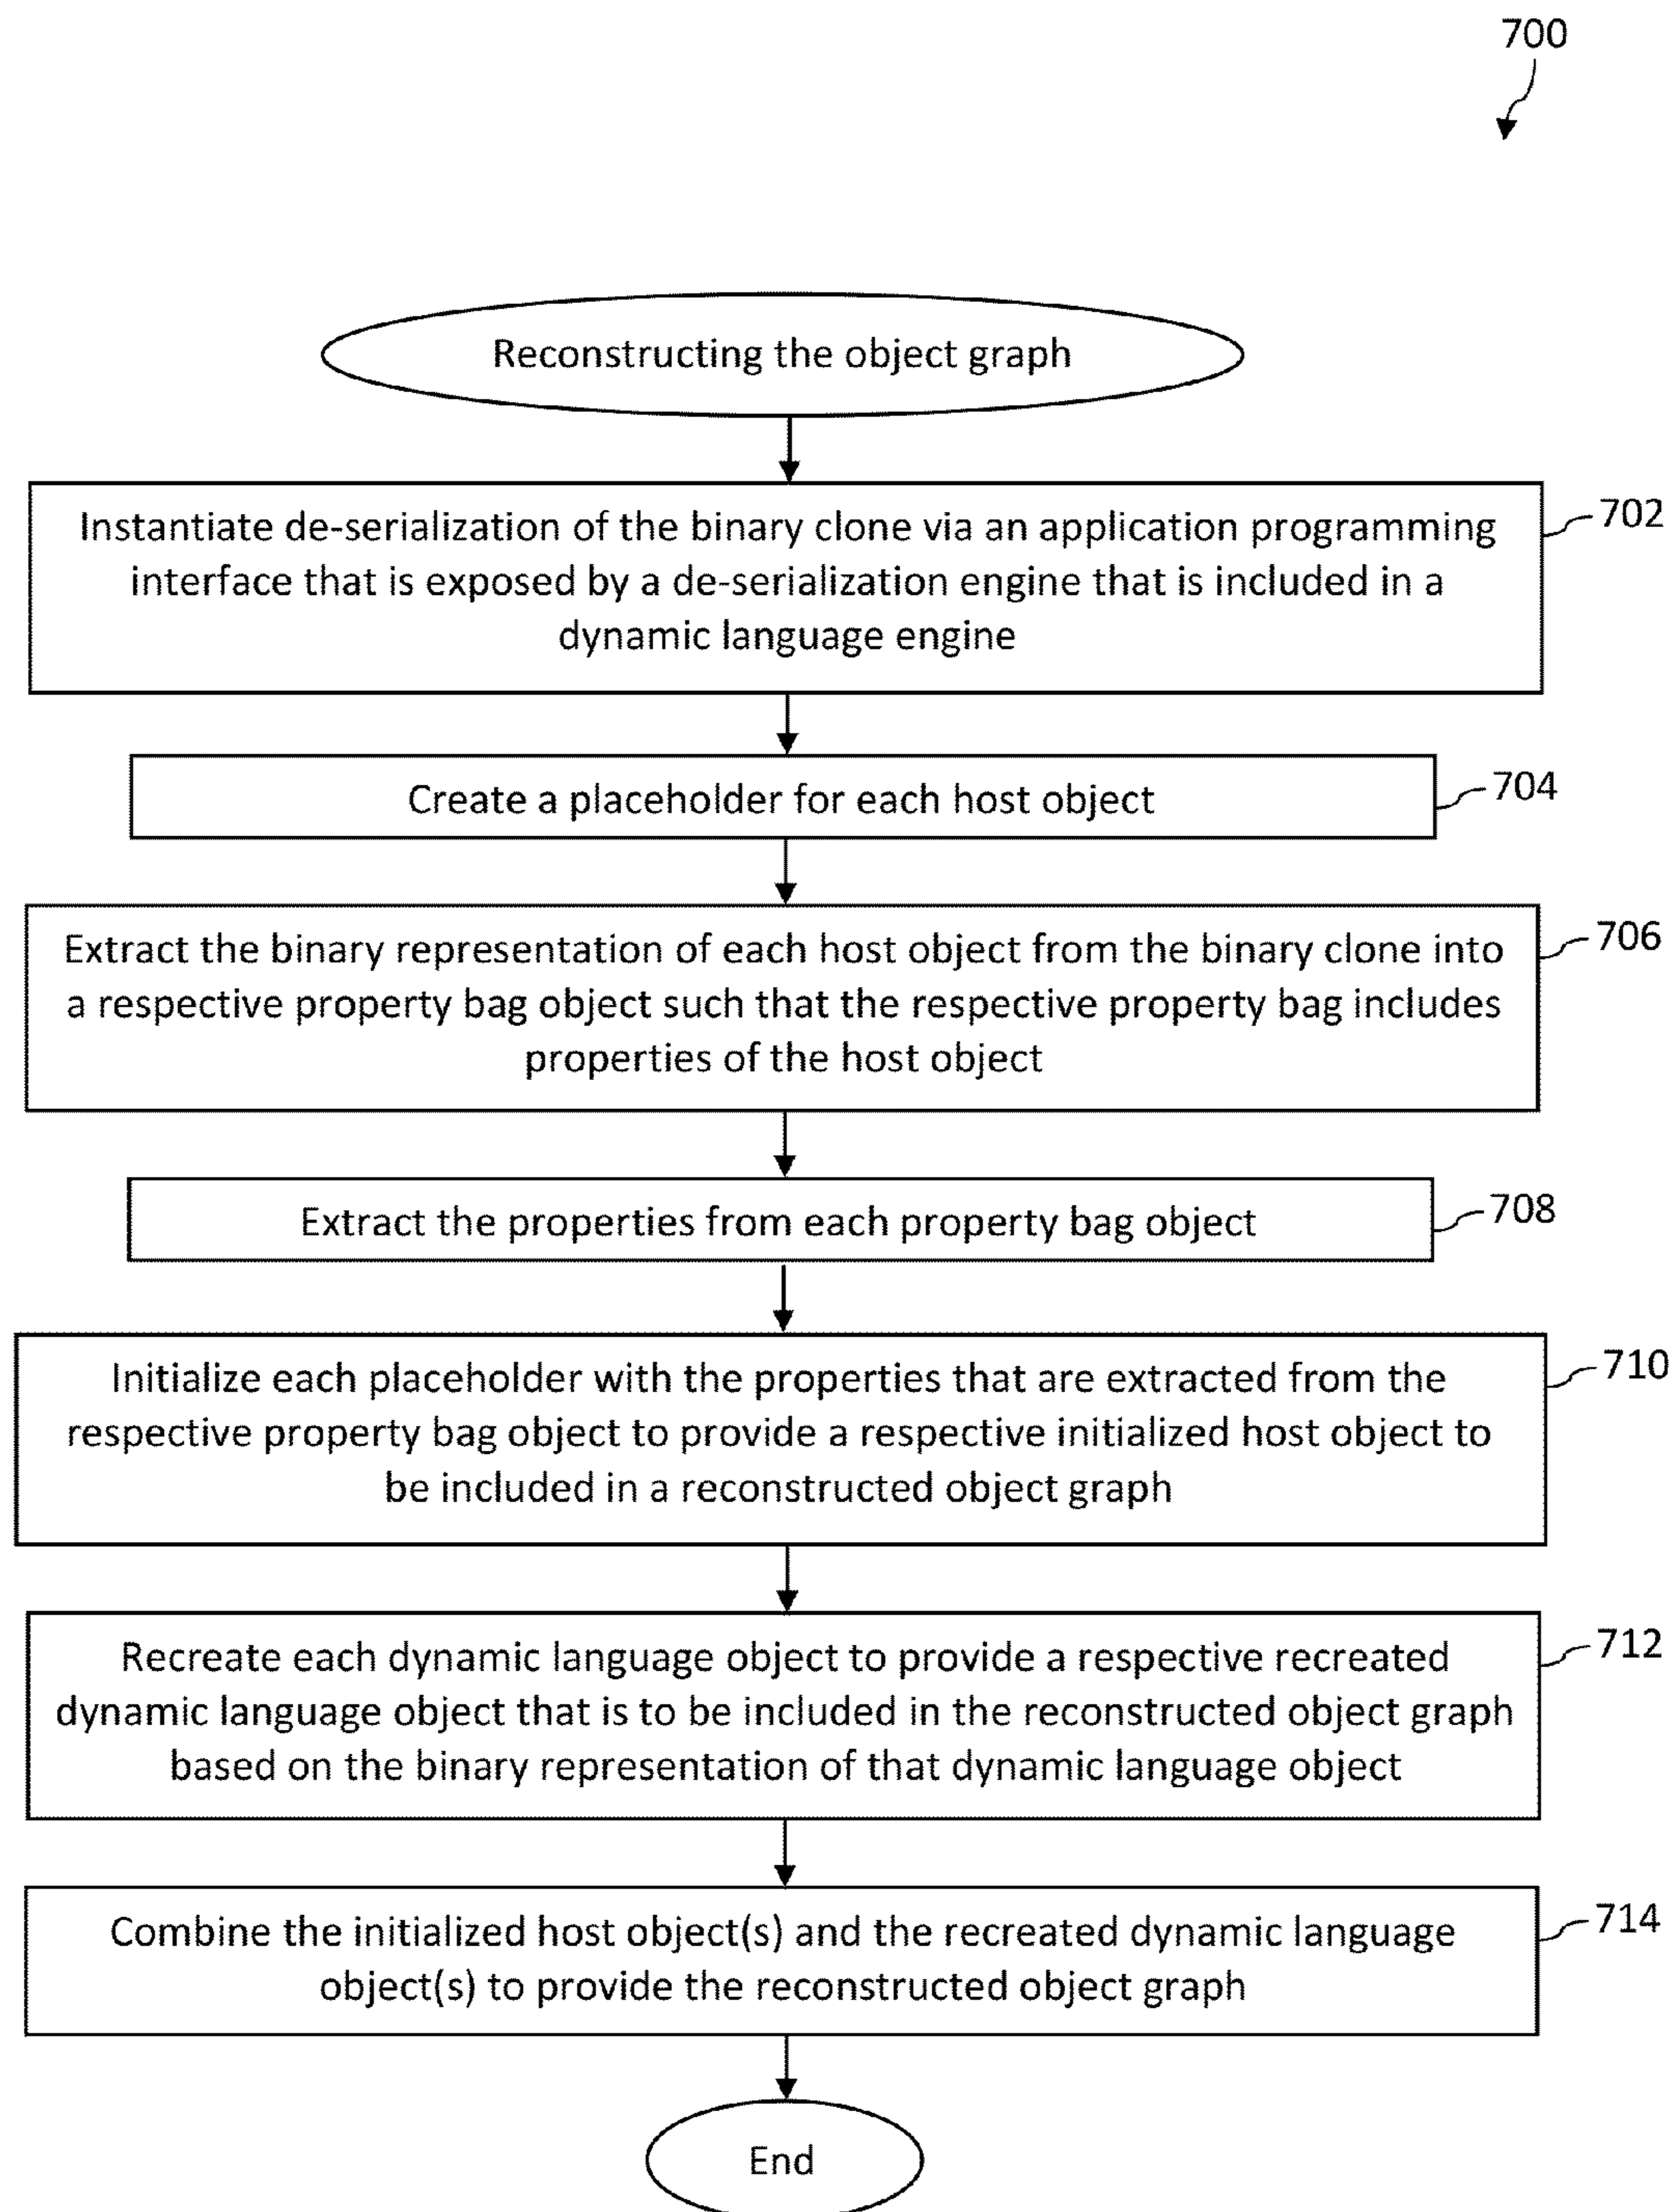 700
Reconstructing the object graph
Instantiate de-serialization of the binary clone via an application programming
interface that is exposed by a de-serialization engine that is included in a
dynamic language engine
702
Create a placeholder for each host object
704
Extract the binary representation of each host object from the binary clone into
a respective property bag object such that the respective property bag includes
properties of the host object
706
Extract the properties from each property bag object
708
Initialize each placeholder with the properties that are extracted from the
respective property bag object to provide a respective initialized host object to
be included in a reconstructed object graph
710
Recreate each dynamic language object to provide a respective recreated
dynamic language object that is to be included in the reconstructed object graph
based on the binary representation of that dynamic language object
712
Combine the initialized host object(s) and the recreated dynamic language
object(s) to provide the reconstructed object graph
714
End